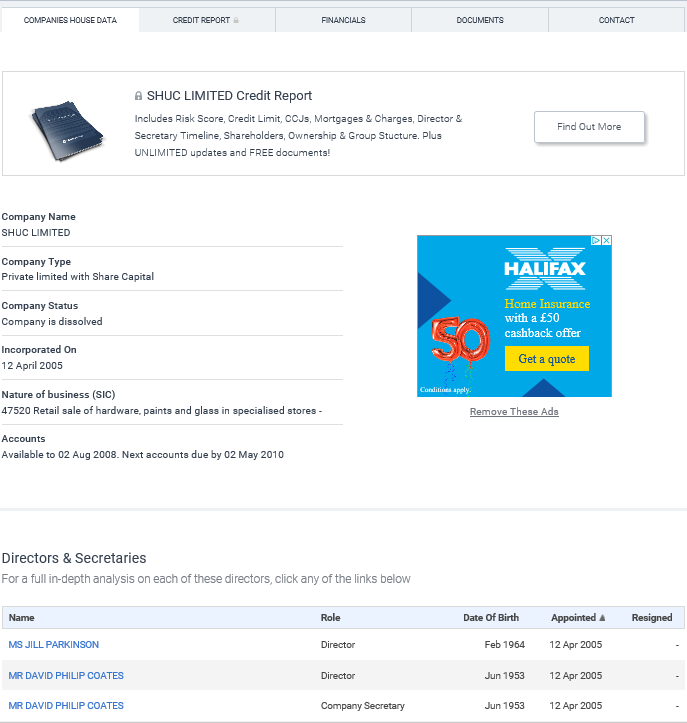 COMPANIES HOUSE DATA
CREDIT REPORT
FINANCIALS
DOCUMENTS
CONTACT
SHUC LIMITED Credit Report
Includes Risk Score, Credit Limit, CCJs, Mortgages & Charges, Director &
Secretary Timeline, Shareholders, Ownership & Group Stucture. Plus
UNLIMITED updates and FREE documents!
Find Out More
Company Name
SHUC LIMITED
Company Type
Private limited with Share Capital
Company Status
Company is dissolved
Incorporated On
12 April 2005
Nature of business (SIC)
47520 Retail sale of hardware, paints and glass in specialised stores -
Accounts
Available to 02 Aug 2008. Next accounts due by 02 May 2010
HALIFAX
Home Insurance
with a £50
cashback offer
50
Get a quote
Conditions apply.
Remove These Ads
Directors & Secretaries
For a full in-depth analysis on each of these directors, click any of the links below
Name Role Date Of Birth Appointed Resigned
MS JILL PARKINSON Director Feb 1964 12 Apr 2005 -
MR DAVID PHILIP COATES Director Jun 1953 12 Apr 2005 -
MR DAVID PHILIP COATES Company Secretary Jun 1953 12 Apr 2005 -